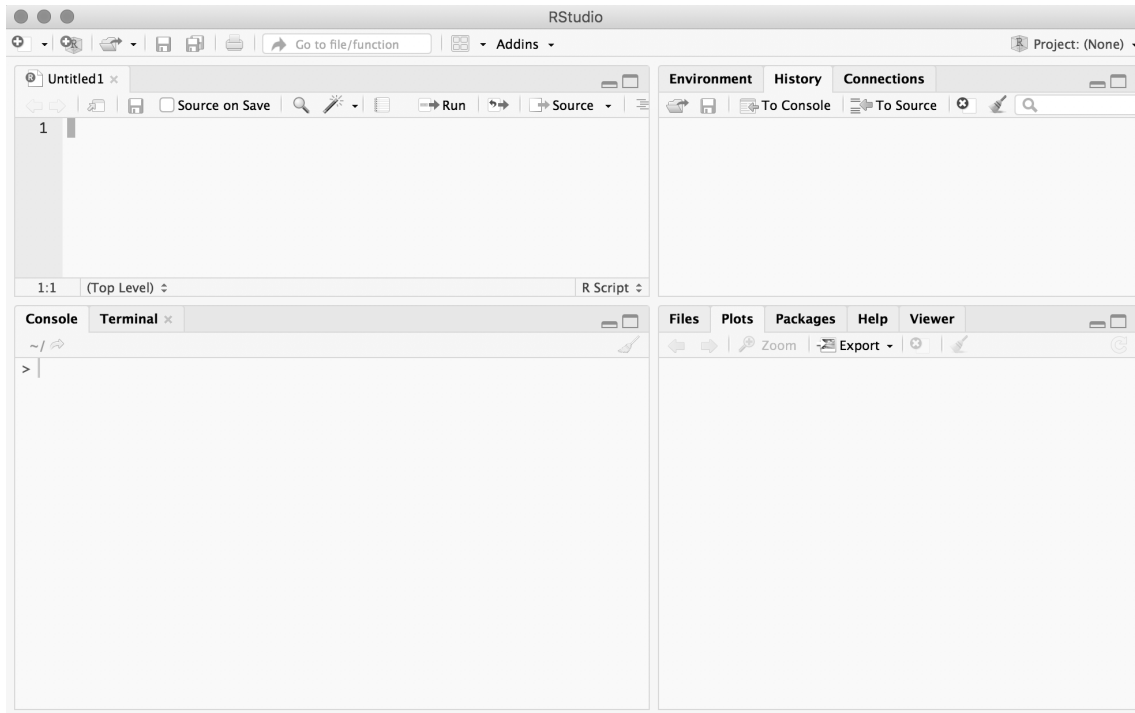 RStudio
Go to file/function Addins Project: (None)
Untitled1
Source on Save Run Source
1
1:1 (Top Level) R Script
Environment History Connections
To Console To Source
Console Terminal
~/
>
Files Plots Packages Help Viewer
Zoom Export